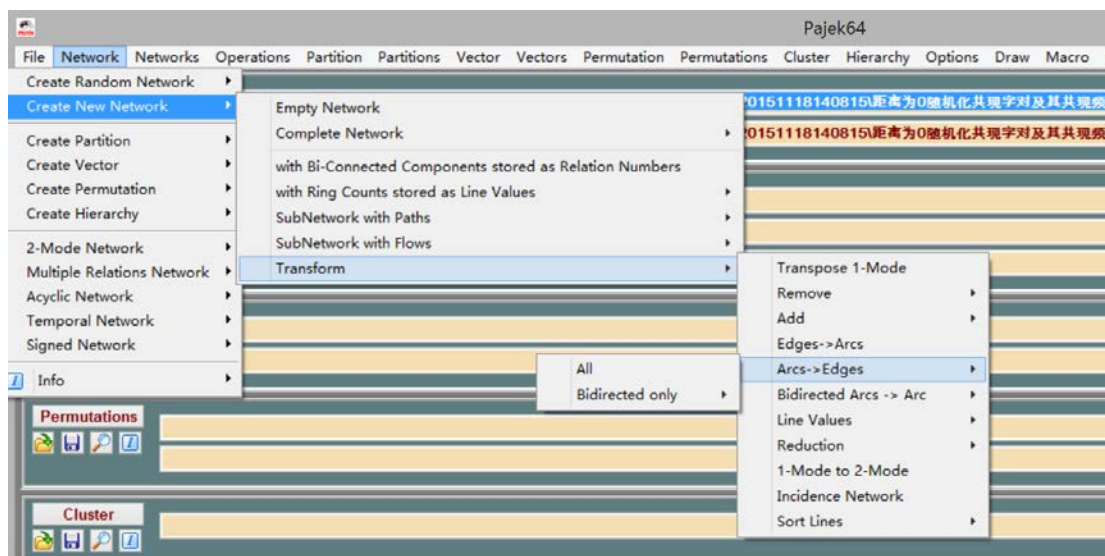 Pajek64
File Network Networks Operations Partition Partitions Vector Vectors Permutation Permutations Cluster Hierarchy Options Draw Macro
Create Random Network
Create New Network
Create Partition
Create Vector
Create Permutation
Create Hierarchy
2-Mode Network
Multiple Relations Network
Acyclic Network
Temporal Network
Signed Network
Info
Empty Network
Complete Network
with Bi-Connected Components stored as Relation Numbers
with Ring Counts stored as Line Values
SubNetwork with Paths
SubNetwork with Flows
Transform
20151118140815\距离为0随机化共现字对及其共现频
20151118140815\距离为0随机化共现字对及其共现频
Transpose 1-Mode
Remove
Add
Edges->Arcs
Arcs->Edges
Bidirected Arcs -> Arc
Line Values
Reduction
1-Mode to 2-Mode
Incidence Network
Sort Lines
All
Bidirected only
Permutations
Cluster